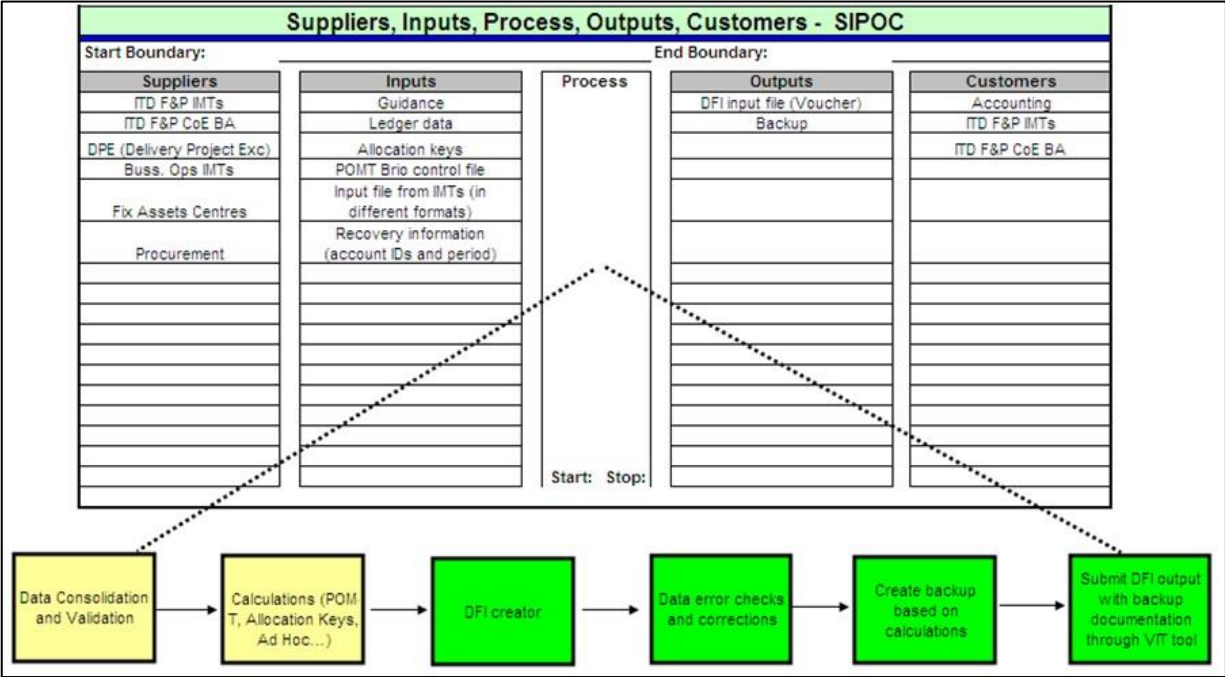 Suppliers, Inputs, Process, Outputs, Customers - SIPOC
Start Boundary: End Boundary:
Suppliers Inputs Process Outputs Customers
ITD F&P IMTs Guidance DFI input file (Voucher) Accounting
ITD F&P CoE BA Ledger data Backup ITD F&P IMTs
DPE (Delivery Project Exc) Allocation keys ITD F&P CoE BA
Buss. Ops IMTs POMT Brio control file
Input file from IMTs (in
Fix Assets Centres different formats)
Recovery information
Procurement (account IDs and period)
Start: Stop:
Data Consolidation
and Validation
Calculations (POM
T, Allocation Keys,
Ad Hoc...)
DFI creator
Data error checks
and corrections
Create backup
based on
calculations
Submit DFI output
with backup
documentation
through VIT tool